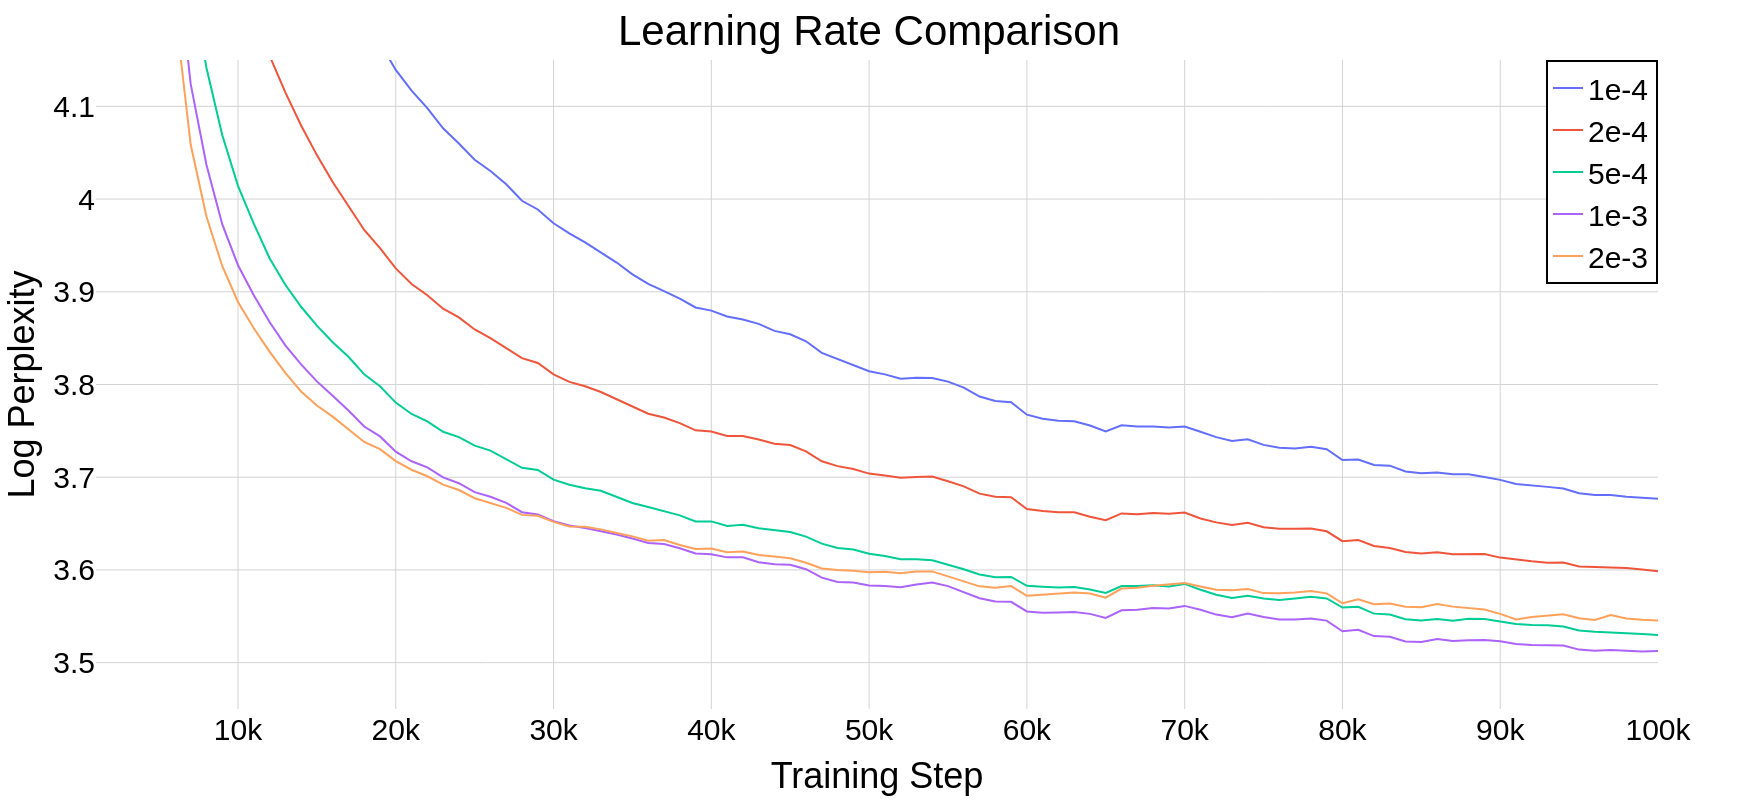 Learning Rate Comparison
1e-4
2e-4
5e-4
1e-3
2e-3
Log Perplexity
4.1
4
3.9
3.8
3.7
3.6
3.5
10k 20k 30k 40k 50k 60k 70k 80k 90k 100k
Training Step